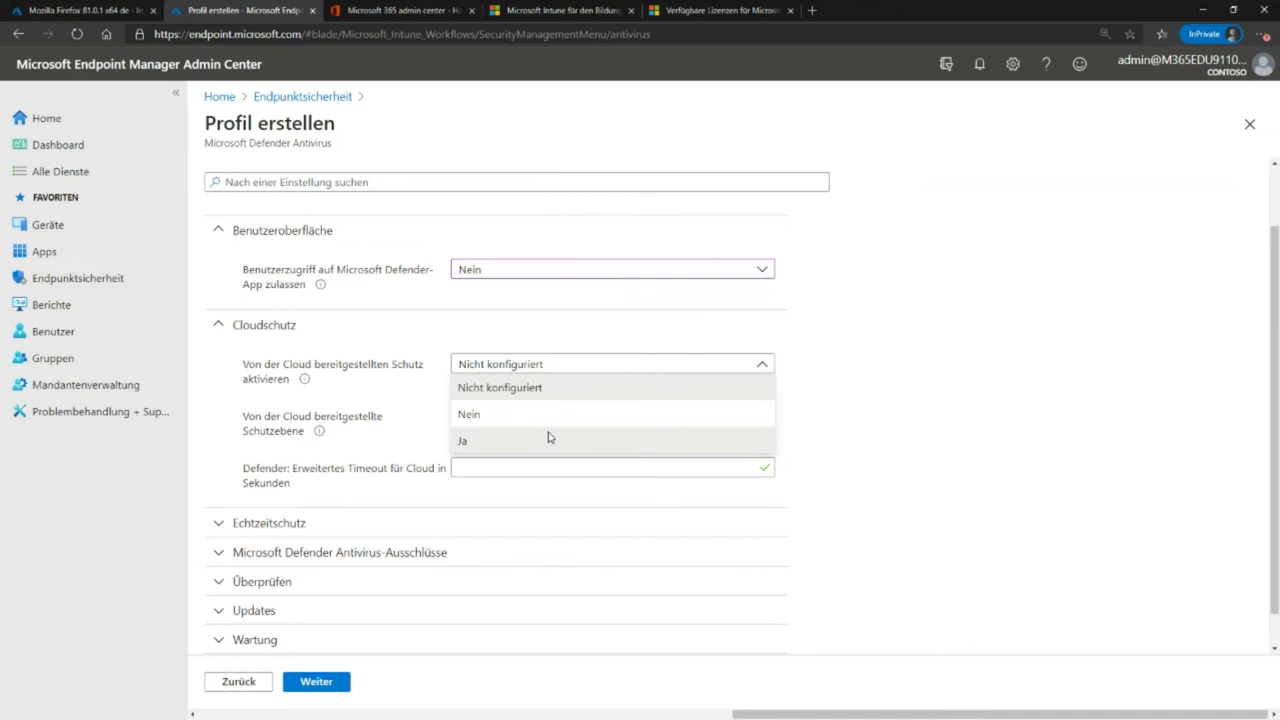 Mozilla Firefox 81.0.1 x64 de - In
Profil erstellen - Microsoft Endp
Microsoft 365 admin center - Ho
Microsoft Intune für den Bildung
Verfügbare Lizenzen für Microso
https://endpoint.microsoft.com/#blade/Microsoft_Intune_Workflows/SecurityManagementMenu/antivirus
InPrivate
Microsoft Endpoint Manager Admin Center
admin@M365EDU9110...
CONTOSO
Home
Dashboard
Alle Dienste
FAVORITEN
Geräte
Apps
Endpunktsicherheit
Berichte
Benutzer
Gruppen
Mandantenverwaltung
Problembehandlung + Sup...
Home > Endpunktsicherheit >
Profil erstellen
Microsoft Defender Antivirus
Nach einer Einstellung suchen
Benutzeroberfläche
Benutzerzugriff auf Microsoft Defender-
App zulassen
Nein
Cloudschutz
Von der Cloud bereitgestellten Schutz
aktivieren
Nicht konfiguriert
Nicht konfiguriert
Nein
Ja
Von der Cloud bereitgestellte
Schutzebene
Defender: Erweitertes Timeout für Cloud in
Sekunden
Echtzeitschutz
Microsoft Defender Antivirus-Ausschlüsse
Überprüfen
Updates
Wartung
Zurück
Weiter